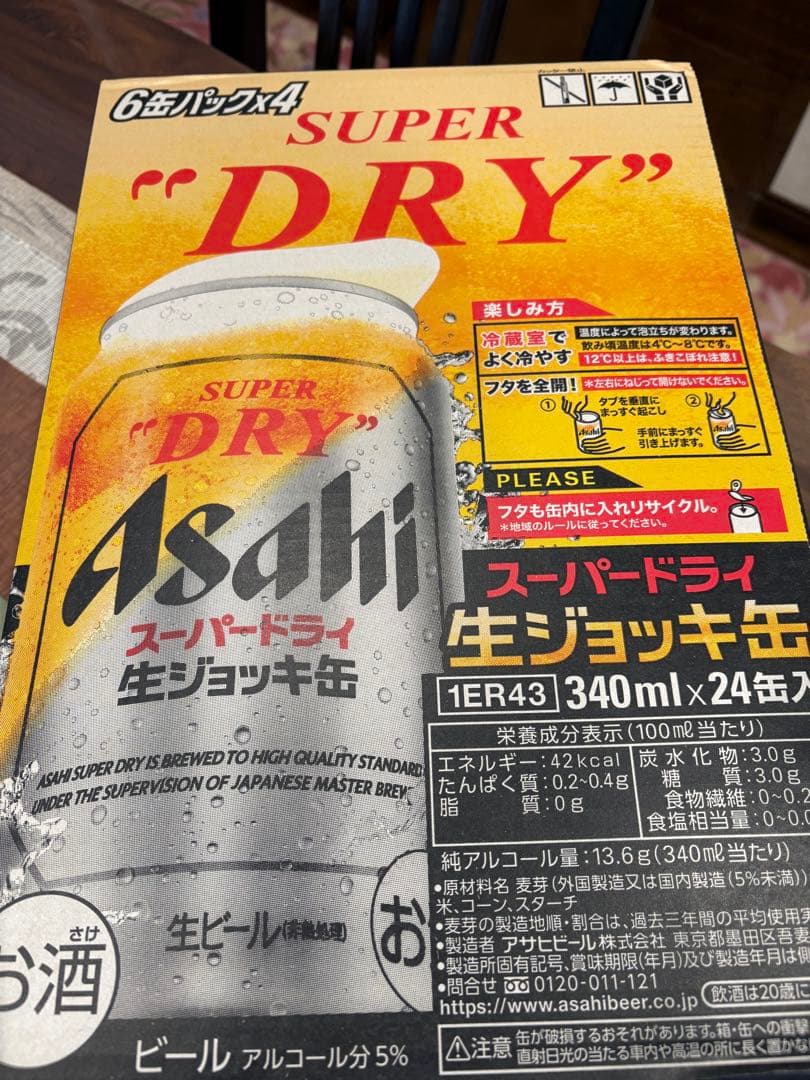 6缶パックx4
カッター禁止
SUPER
"DRY"
楽しみ方
冷蔵室で
よく冷やす
温度によって泡立ちが変わります。
飲み頃温度は4℃〜8℃です。
12℃以上は、ふきこぼれ注意!
フタを全開!
*左右にねじって開けないでください。
① タブを垂直に
まっすぐ起こし
②
手前にまっすぐ
引き上げます。
PLEASE
フタも缶内に入れリサイクル。
*地域のルールに従ってください。
SUPER
"DRY"
Asahi
スーパードライ
生ジョッキ缶
ASAHI SUPER DRY IS BREWED TO HIGH QUALITY STANDARD
UNDER THE SUPERVISION OF JAPANESE MASTER BREW
生ビール(非熱処理)
さけ
お酒
お
ビール アルコール分5%
スーパードライ
生ジョッキ缶
1ER43 340ml x 24缶入
栄養成分表示(100ml当たり)
エネルギー:42kcal
たんぱく質:0.2~0.4g
脂質:0g
炭水化物:3.0g
糖質:3.0g
食物繊維:0~0.2
食塩相当量:0~0.0
純アルコール量:13.6g(340ml当たり)
•原材料名 麦芽(外国製造又は国内製造(5%未満))
米、コーン、スターチ
•麦芽の製造地順・割合は、過去三年間の平均使用
•製造者 アサヒビール株式会社 東京都墨田区吾妻
•製造所固有記号、賞味期限(年月)及び製造年月は
•問合せ 0120-011-121
https://www.asahibeer.co.jp
飲酒は20歳に
注意 缶が破損するおそれがあります。箱・缶への衝撃
直射日光の当たる車内や高温の所に長く置かな